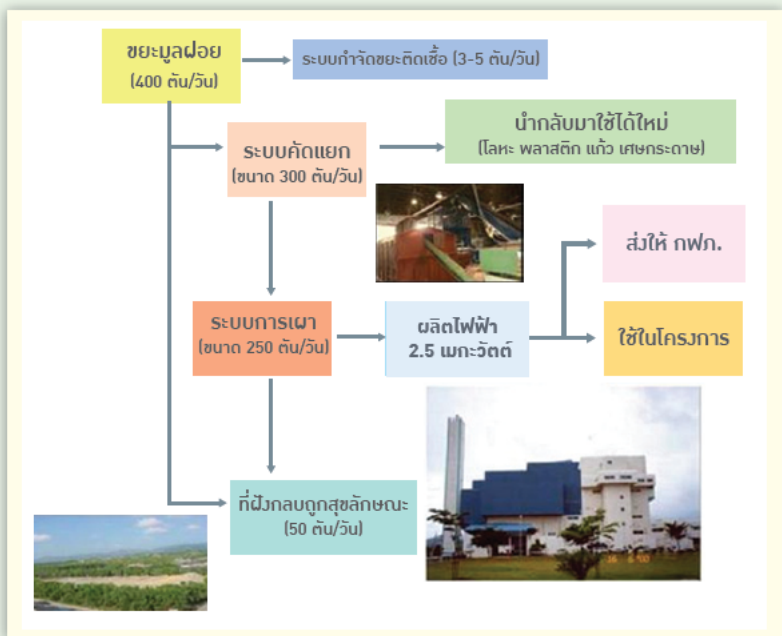 ขยะมูลฝอย
(400 ตัน/วัน)
ระบบกำจัดขยะติดเชื้อ (3-5 ตัน/วัน)
ระบบคัดแยก
(ขนาด 300 ตัน/วัน)
นำกลับมาใช้ได้ใหม่
(โลหะ พลาสติก แก้ว เศษกระดาษ)
ส่งให้ กฟภ.
ระบบการเผา
(ขนาด 250 ตัน/วัน)
ผลิตไฟฟ้า
2.5 เมกะวัตต์
ใช้ในโครงการ
ที่ฝังกลบถูกสุขลักษณะ
(50 ตัน/วัน)